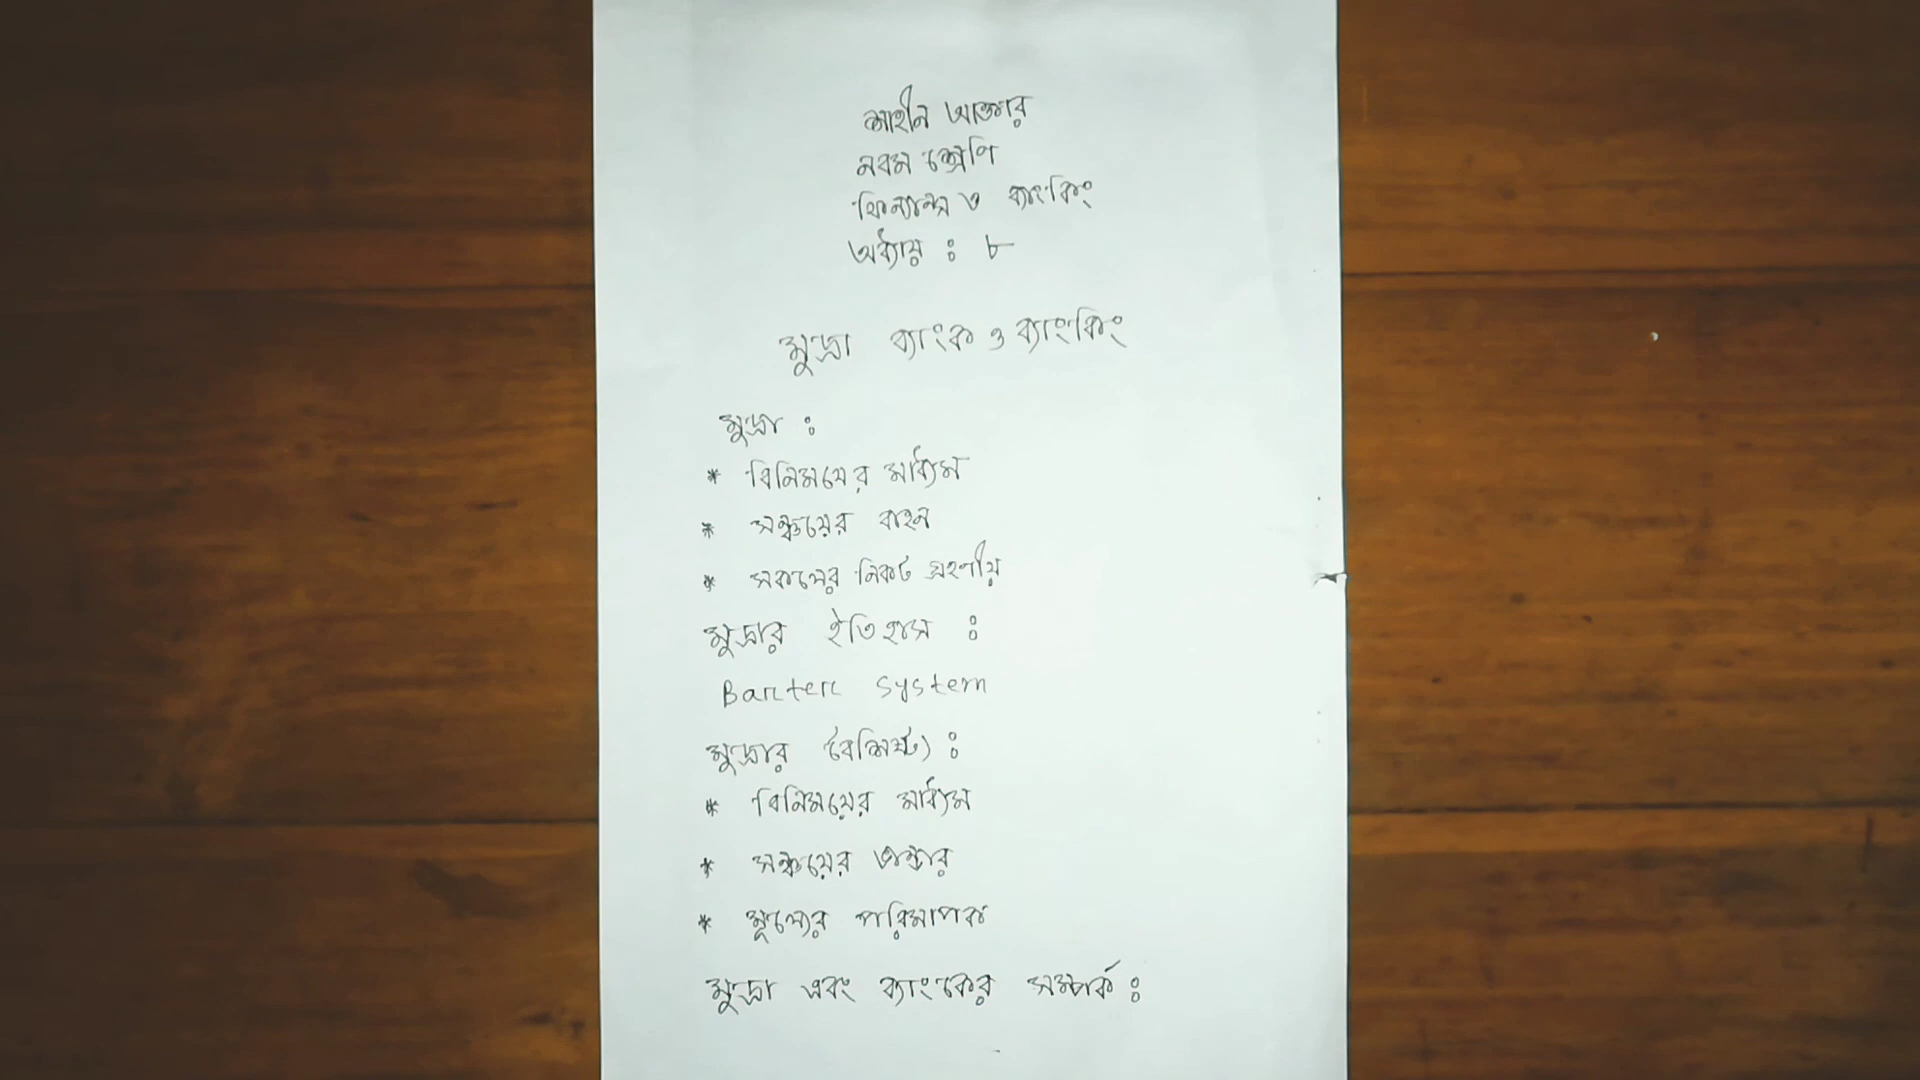 শাহীন আক্তার
নবম শ্রেণি
ফিন্যান্স ও ব্যাংকিং
অধ্যায় : ৮
মুদ্রা ব্যাংক ও ব্যাংকিং
মুদ্রা :
* বিনিময়ের মাধ্যম
* সঞ্চয়ের বাহন
* সকলের নিকট গ্রহণীয়
মুদ্রার ইতিহাস :
Barter System
মুদ্রার বৈশিষ্ট্য :
* বিনিময়ের মাধ্যম
* সঞ্চয়ের ভান্ডার
* মূল্যের পরিমাপক
মুদ্রা এবং ব্যাংকের সম্পর্ক :